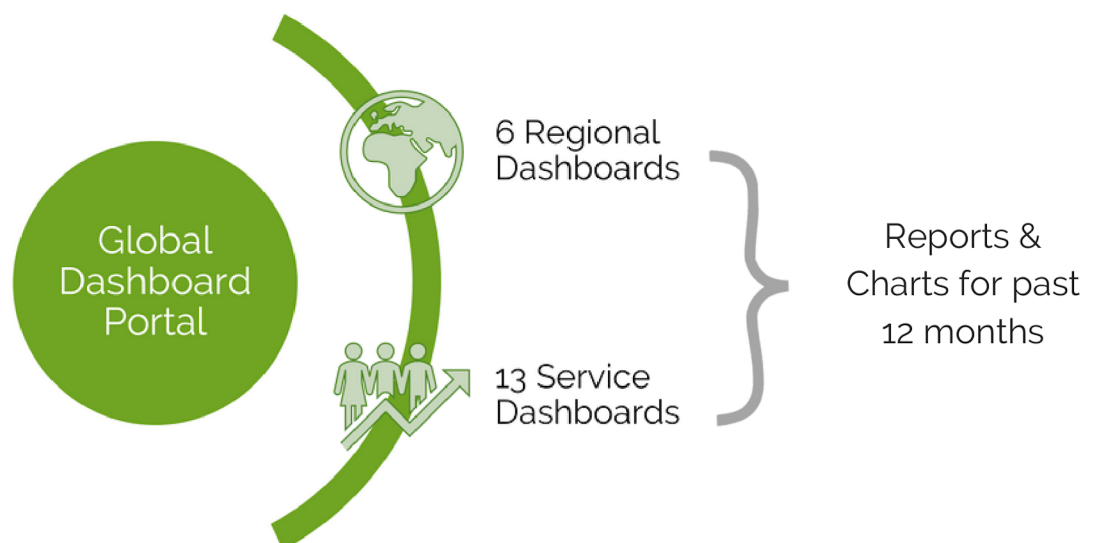 Global
Dashboard
Portal
6 Regional
Dashboards
13 Service
Dashboards
Reports &
Charts for past
12 months